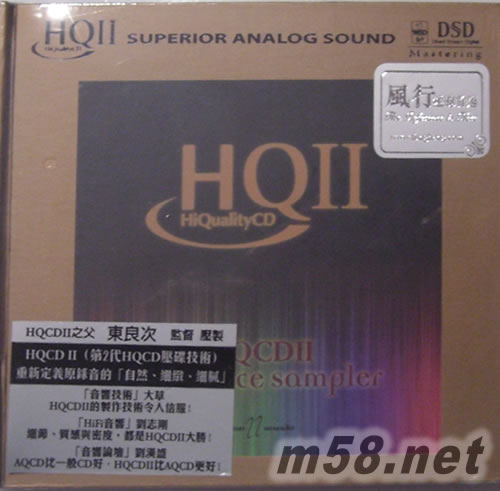 HQII SUPERIOR ANALOG SOUND DSD
HiQualityCD
Mastering
風行
HQII
HiQualityCD
QCDII
ce sampler
HQCDII之父 東良次 監督 壓製
HQCD II（第2代HQCD壓碟技術）
重新定義原錄音的「自然、細緻、細膩」
「音響技術」大草
HQCDII的製作技術令人信服！
「HiFi音響」劉志剛
細節、質感與密度，都是HQCDII大勝！
「音響論壇」劉漢盛
AQCD比一般CD好，HQCDII比AQCD更好！
m58.net